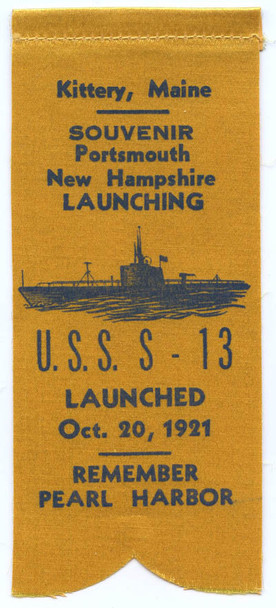 Kittery, Maine
SOUVENIR
Portsmouth
New Hampshire
LAUNCHING
U.S.S. S - 13
LAUNCHED
Oct. 20, 1921
REMEMBER
PEARL HARBOR